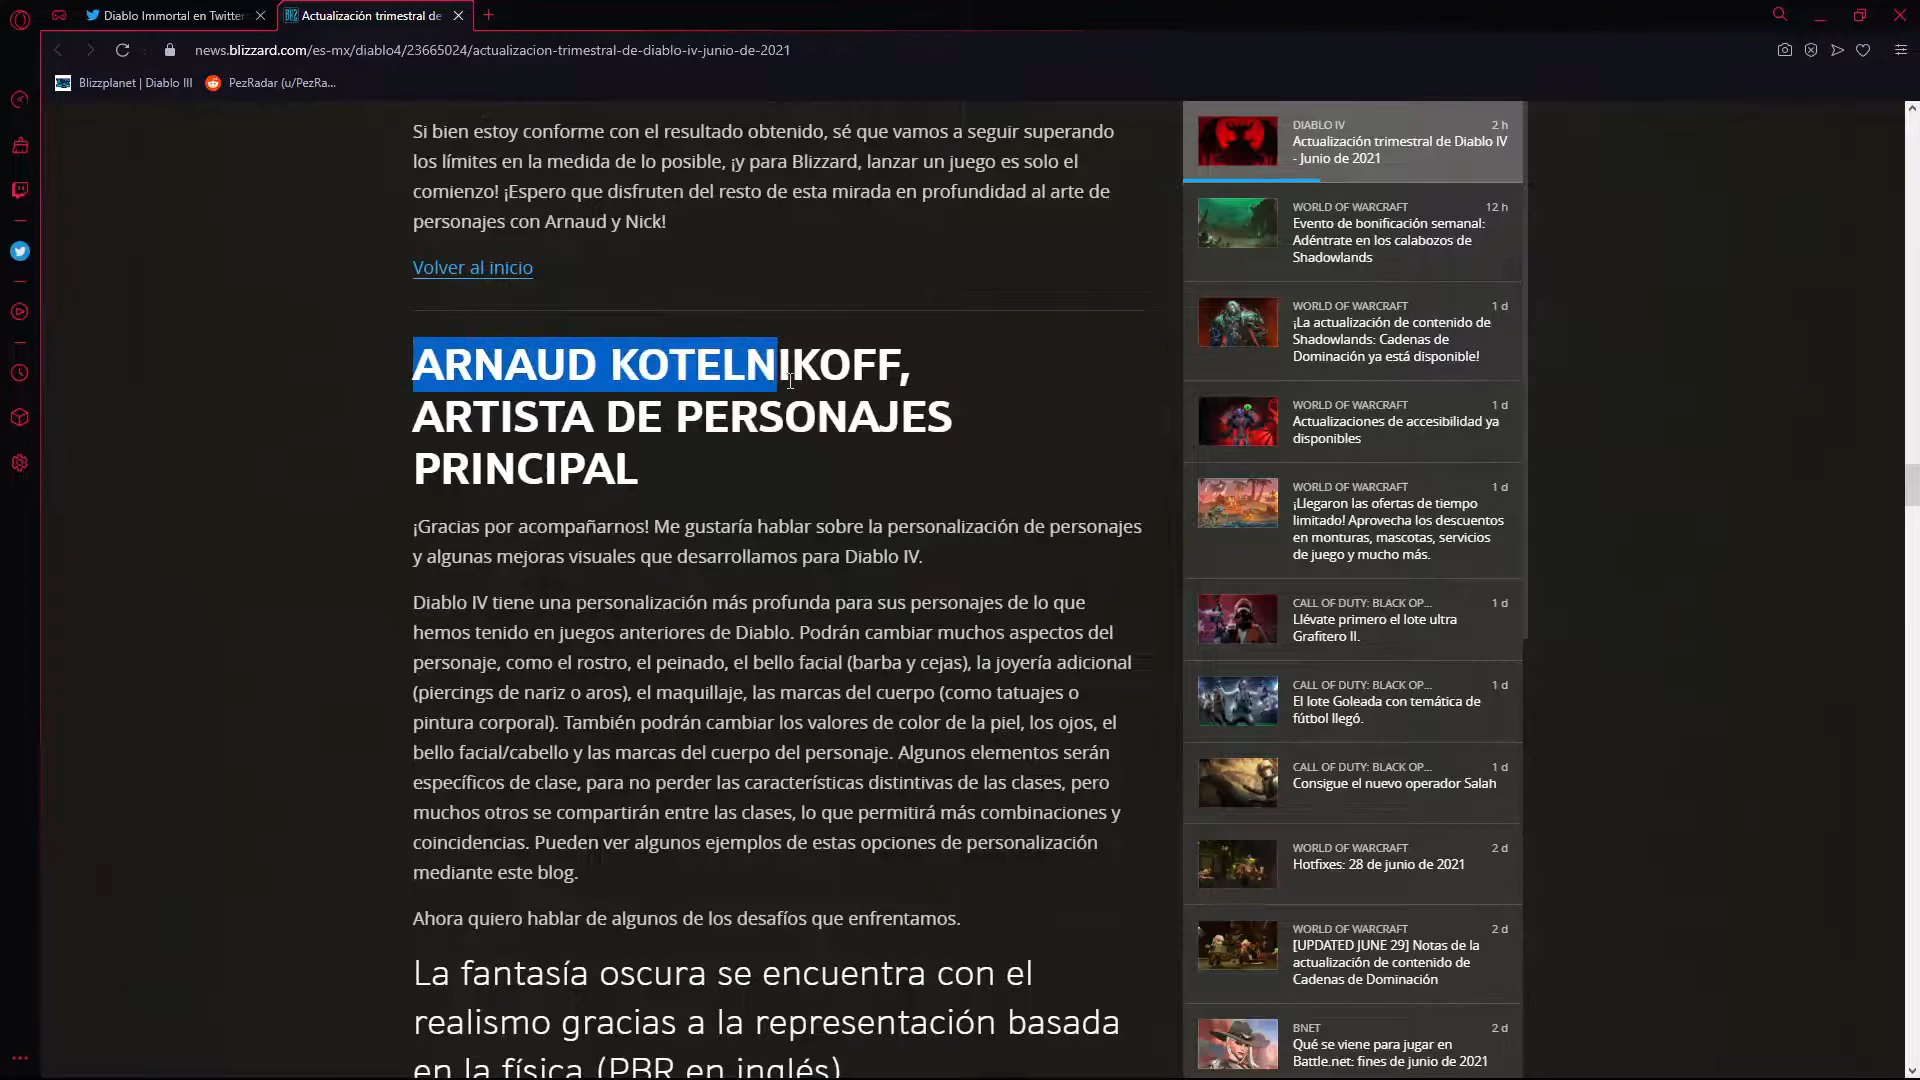 Diablo Immortal en Twitter
Actualización trimestral de
news.blizzard.com/es-mx/diablo4/23665024/actualizacion-trimestral-de-diablo-iv-junio-de-2021
Blizzplanet | Diablo III
PezRadar (u/PezRa...
Si bien estoy conforme con el resultado obtenido, sé que vamos a seguir superando
los límites en la medida de lo posible, ¡y para Blizzard, lanzar un juego es solo el
comienzo! ¡Espero que disfruten del resto de esta mirada en profundidad al arte de
personajes con Arnaud y Nick!
Volver al inicio
ARNAUD KOTELNIKOFF,
ARTISTA DE PERSONAJES
PRINCIPAL
¡Gracias por acompañarnos! Me gustaría hablar sobre la personalización de personajes
y algunas mejoras visuales que desarrollamos para Diablo IV.
Diablo IV tiene una personalización más profunda para sus personajes de lo que
hemos tenido en juegos anteriores de Diablo. Podrán cambiar muchos aspectos del
personaje, como el rostro, el peinado, el bello facial (barba y cejas), la joyería adicional
(piercings de nariz o aros), el maquillaje, las marcas del cuerpo (como tatuajes o
pintura corporal). También podrán cambiar los valores de color de la piel, los ojos, el
bello facial/cabello y las marcas del cuerpo del personaje. Algunos elementos serán
específicos de clase, para no perder las características distintivas de las clases, pero
muchos otros se compartirán entre las clases, lo que permitirá más combinaciones y
coincidencias. Pueden ver algunos ejemplos de estas opciones de personalización
mediante este blog.
Ahora quiero hablar de algunos de los desafíos que enfrentamos.
La fantasía oscura se encuentra con el
realismo gracias a la representación basada
en la física (PBR en inglés)
DIABLO IV 2 h
Actualización trimestral de Diablo IV
- Junio de 2021
WORLD OF WARCRAFT 12 h
Evento de bonificación semanal:
Adéntrate en los calabozos de
Shadowlands
WORLD OF WARCRAFT 1 d
¡La actualización de contenido de
Shadowlands: Cadenas de
Dominación ya está disponible!
WORLD OF WARCRAFT 1 d
Actualizaciones de accesibilidad ya
disponibles
WORLD OF WARCRAFT 1 d
¡Llegaron las ofertas de tiempo
limitado! Aprovecha los descuentos
en monturas, mascotas, servicios
de juego y mucho más.
CALL OF DUTY: BLACK OP... 1 d
Llévate primero el lote ultra
Grafitero II.
CALL OF DUTY: BLACK OP... 1 d
El lote Goleada con temática de
fútbol llegó.
CALL OF DUTY: BLACK OP... 1 d
Consigue el nuevo operador Salah
WORLD OF WARCRAFT 2 d
Hotfixes: 28 de junio de 2021
WORLD OF WARCRAFT 2 d
[UPDATED JUNE 29] Notas de la
actualización de contenido de
Cadenas de Dominación
BNET 2 d
Qué se viene para jugar en
Battle.net: fines de junio de 2021